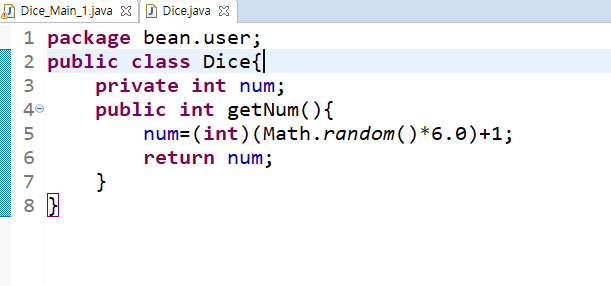 Dice_Main_1.java Dice.java
1 package bean.user;
2 public class Dice{
3     private int num;
4     public int getNum(){
5         num=(int)(Math.random()*6.0)+1;
6         return num;
7     }
8 }